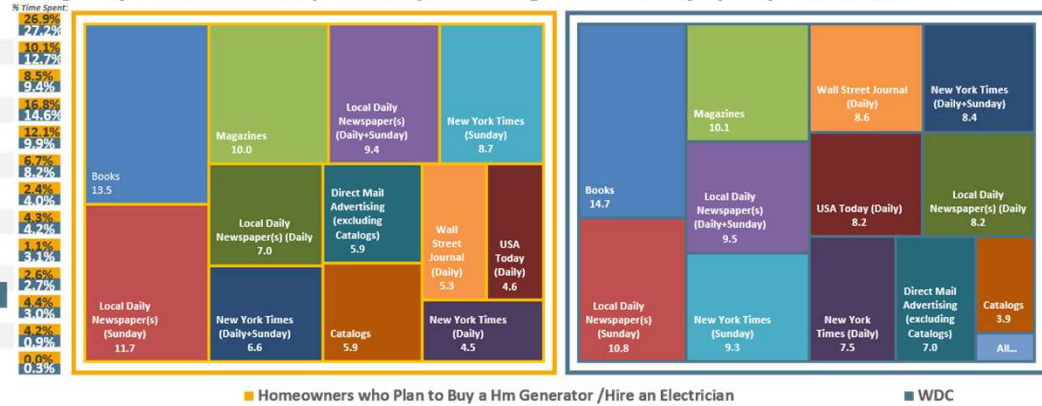 % Time Spent:
26.9%
27.2%
10.1%
12.7%
8.5%
9.4%
16.8%
14.6%
12.1%
9.9%
6.7%
8.2%
2.4%
4.0%
4.3%
4.2%
1.1%
3.1%
2.6%
2.7%
4.4%
3.0%
4.2%
0.9%
0.0%
0.3%
Books
13.5
Magazines
10.0
Local Daily
Newspaper(s)
(Daily+Sunday)
9.4
New York Times
(Sunday)
8.7
Local Daily
Newspaper(s)
(Sunday)
11.7
Local Daily
Newspaper(s) (Daily
7.0
Direct Mail
Advertising
(excluding
Catalogs)
5.9
Wall
Street
Journal
(Daily)
5.3
USA
Today
(Daily)
4.6
New York Times
(Daily+Sunday)
6.6
Catalogs
5.9
New York Times
(Daily)
4.5
Books
14.7
Magazines
10.1
Wall Street Journal
(Daily)
8.6
New York Times
(Daily+Sunday)
8.4
Local Daily
Newspaper(s)
(Daily+Sunday)
9.5
USA Today (Daily)
8.2
Local Daily
Newspaper(s) (Daily
8.2
Local Daily
Newspaper(s)
(Sunday)
10.8
New York Times
(Sunday)
9.3
New York
Times (Daily)
7.5
Direct Mail
Advertising
(excluding
Catalogs)
7.0
Catalogs
3.9
All...
Homeowners who Plan to Buy a Hm Generator /Hire an Electrician
WDC